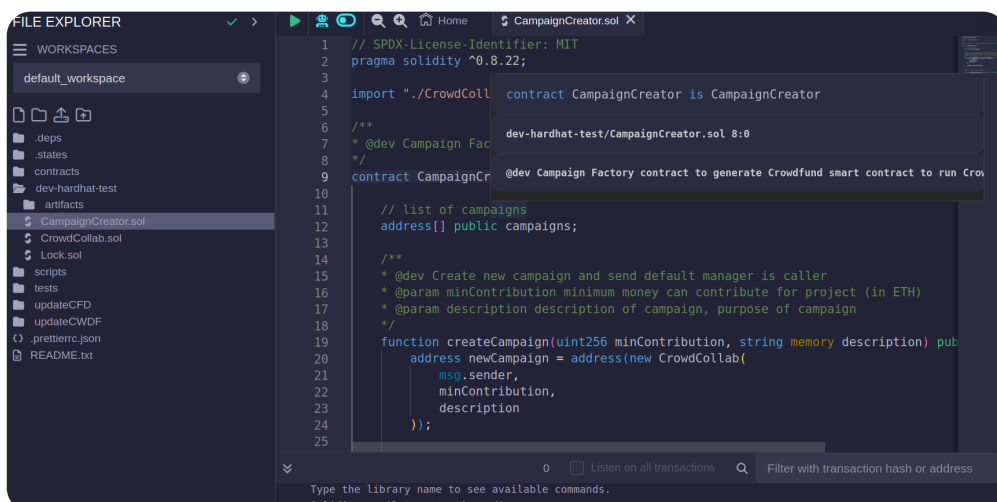 FILE EXPLORER
WORKSPACES
default_workspace
.deps
.states
contracts
dev-hardhat-test
artifacts
CampaignCreator.sol
CrowdCollab.sol
Lock.sol
scripts
tests
updateCFD
updateCWDF
.prettierrc.json
README.txt
Home
CampaignCreator.sol
1 // SPDX-License-Identifier: MIT
2 pragma solidity ^0.8.22;
3
4 import "./CrowdColl
5
6 /**
7 * @dev Campaign Fac
8 */
9 contract CampaignCr
10
11 // list of campaigns
12 address[] public campaigns;
13
14 /**
15 * @dev Create new campaign and send default manager is caller
16 * @param minContribution minimum money can contribute for project (in ETH)
17 * @param description description of campaign, purpose of campaign
18 */
19 function createCampaign(uint256 minContribution, string memory description) pub
20 address newCampaign = address(new CrowdCollab(
21 msg.sender,
22 minContribution,
23 description
24 ));
25
contract CampaignCreator is CampaignCreator
dev-hardhat-test/CampaignCreator.sol 8:0
@dev Campaign Factory contract to generate Crowdfund smart contract to run Crow
0 Listen on all transactions
Filter with transaction hash or address
Type the library name to see available commands.